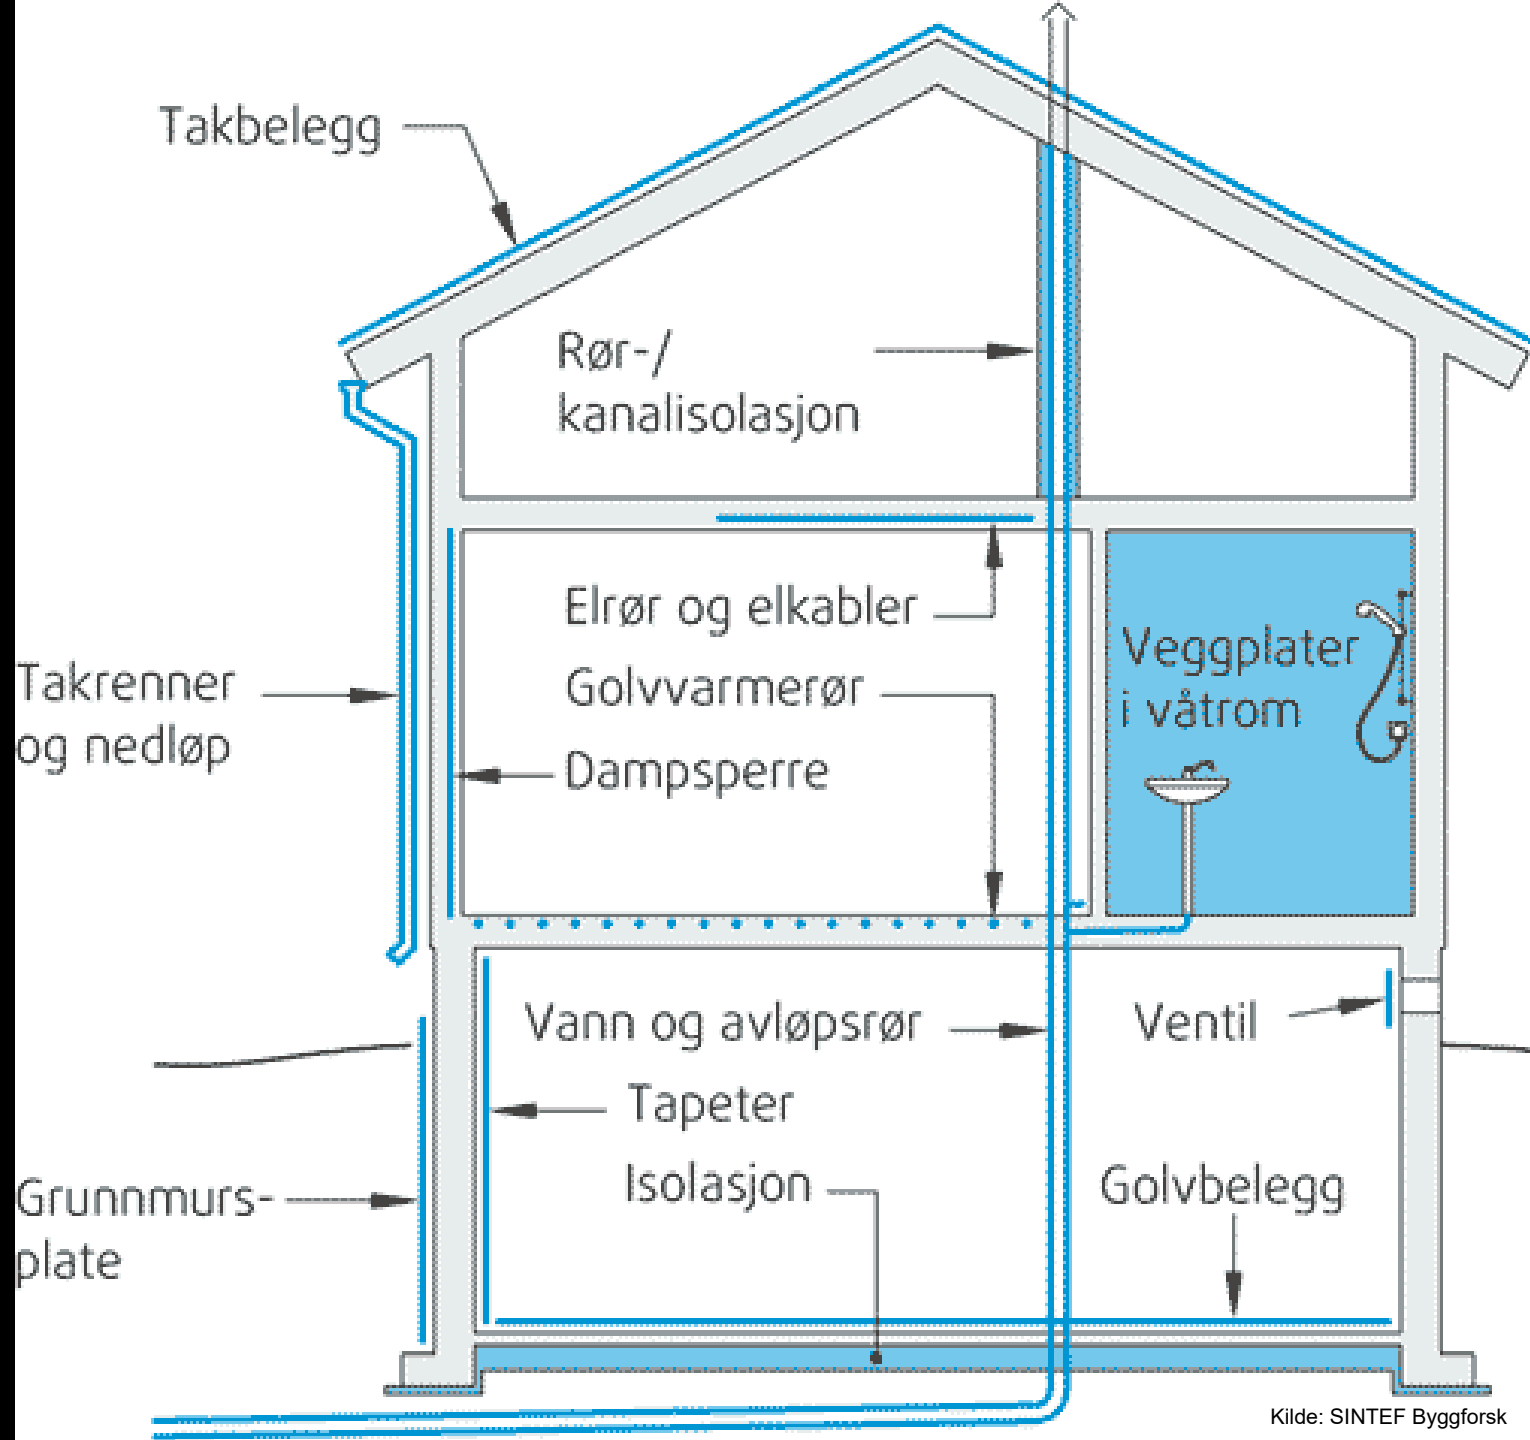 Takbelegg
Rør-/
kanalisolasjon
Elrør og elkabler
Golvvarmerør
Dampsperre
Veggplater
i våtrom
Takrenner
og nedløp
Vann og avløpsrør
Ventil
Tapeter
Isolasjon
Golvbelegg
Grunnmurs-
plate
Kilde: SINTEF Byggforsk